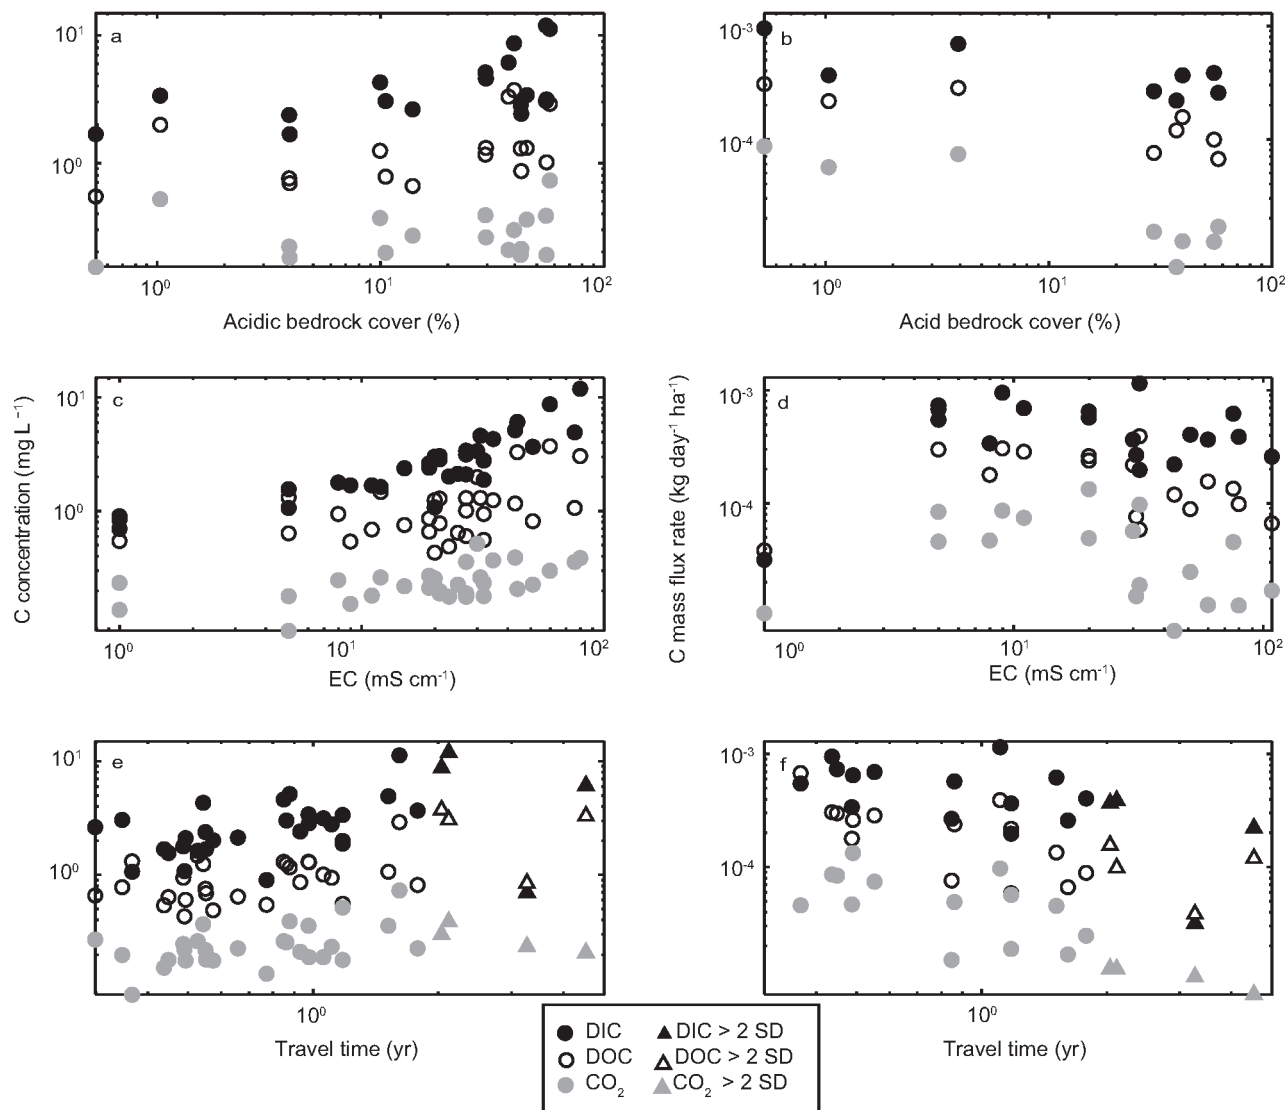 a
10¹
10⁰
10⁰
10¹
10²
Acidic bedrock cover (%)
b
10⁻³
10⁻⁴
10⁰
10¹
10²
Acid bedrock cover (%)
C concentration (mg L⁻¹)
c
10¹
10⁰
10⁰
10¹
10²
EC (mS cm⁻¹)
C mass flux rate (kg day⁻¹ ha⁻¹)
d
10⁻³
10⁻⁴
10⁰
10¹
10²
EC (mS cm⁻¹)
e
10¹
10⁰
10⁰
Travel time (yr)
f
10⁻³
10⁻⁴
10⁰
Travel time (yr)
DIC
DIC > 2 SD
DOC
DOC > 2 SD
CO₂
CO₂ > 2 SD